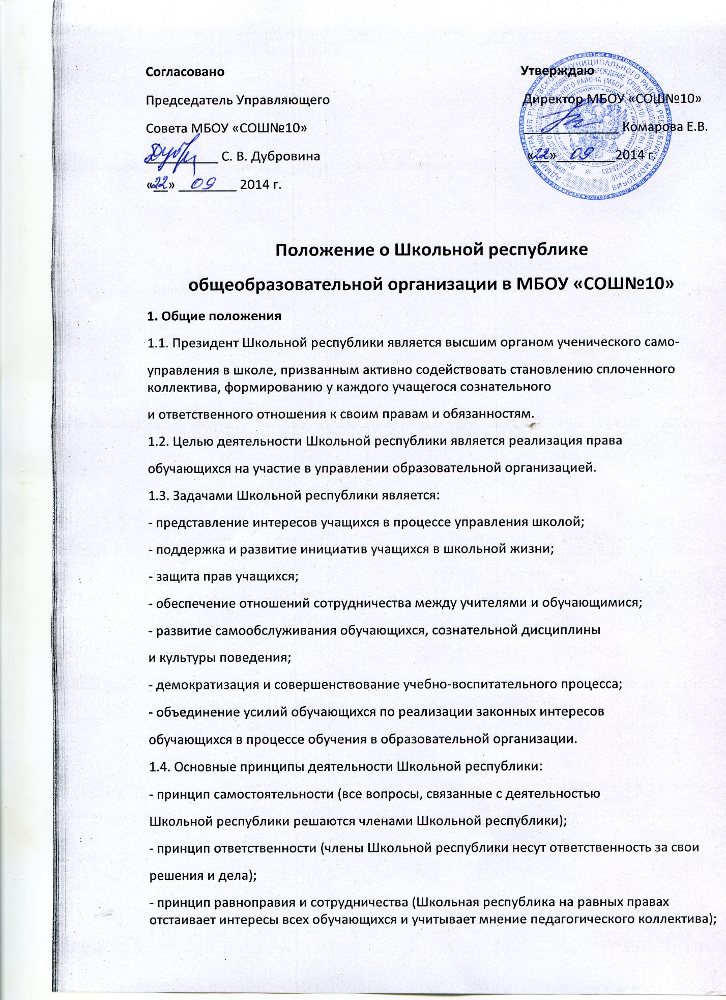 Согласовано
Утверждаю
Председатель Управляющего
Директор МБОУ «СОШ№10»
Совета МБОУ «СОШ№10»
Комарова Е.В.
С. В. Дубровина
«22» 09 2014 г.
«22» 09 2014 г.
Положение о Школьной республике
общеобразовательной организации в МБОУ «СОШ№10»
1. Общие положения
1.1. Президент Школьной республики является высшим органом ученического само-
управления в школе, призванным активно содействовать становлению сплоченного
коллектива, формированию у каждого учащегося сознательного
и ответственного отношения к своим правам и обязанностям.
1.2. Целью деятельности Школьной республики является реализация права
обучающихся на участие в управлении образовательной организацией.
1.3. Задачами Школьной республики является:
- представление интересов учащихся в процессе управления школой;
- поддержка и развитие инициатив учащихся в школьной жизни;
- защита прав учащихся;
- обеспечение отношений сотрудничества между учителями и обучающимися;
- развитие самообслуживания обучающихся, сознательной дисциплины
и культуры поведения;
- демократизация и совершенствование учебно-воспитательного процесса;
- объединение усилий обучающихся по реализации законных интересов
обучающихся в процессе обучения в образовательной организации.
1.4. Основные принципы деятельности Школьной республики:
- принцип самостоятельности (все вопросы, связанные с деятельностью
Школьной республики решаются членами Школьной республики);
- принцип ответственности (члены Школьной республики несут ответственность за свои
решения и дела);
- принцип равноправия и сотрудничества (Школьная республика на равных правах
отстаивает интересы всех обучающихся и учитывает мнение педагогического коллектива);